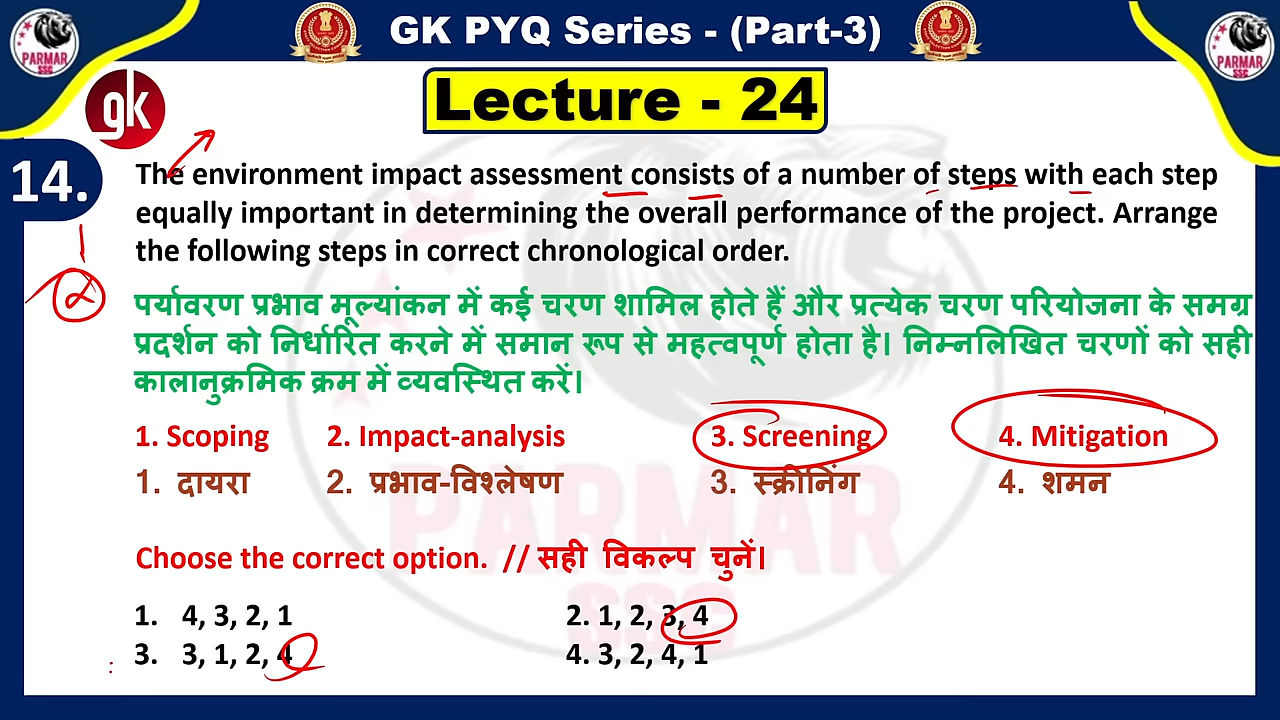 GK PYQ Series - (Part-3)
PARMAR
SSC
PARMAR
SSC
gk
Lecture - 24
14.
The environment impact assessment consists of a number of steps with each step
equally important in determining the overall performance of the project. Arrange
the following steps in correct chronological order.
पर्यावरण प्रभाव मूल्यांकन में कई चरण शामिल होते हैं और प्रत्येक चरण परियोजना के समग्र
प्रदर्शन को निर्धारित करने में समान रूप से महत्वपूर्ण होता है। निम्नलिखित चरणों को सही
कालानुक्रमिक क्रम में व्यवस्थित करें।
1. Scoping 2. Impact-analysis 3. Screening 4. Mitigation
1. दायरा 2. प्रभाव-विश्लेषण 3. स्क्रीनिंग 4. शमन
PARMAR
SSC
Choose the correct option. // सही विकल्प चुनें।
1. 4, 3, 2, 1 2. 1, 2, 3, 4
3. 3, 1, 2, 4 4. 3, 2, 4, 1